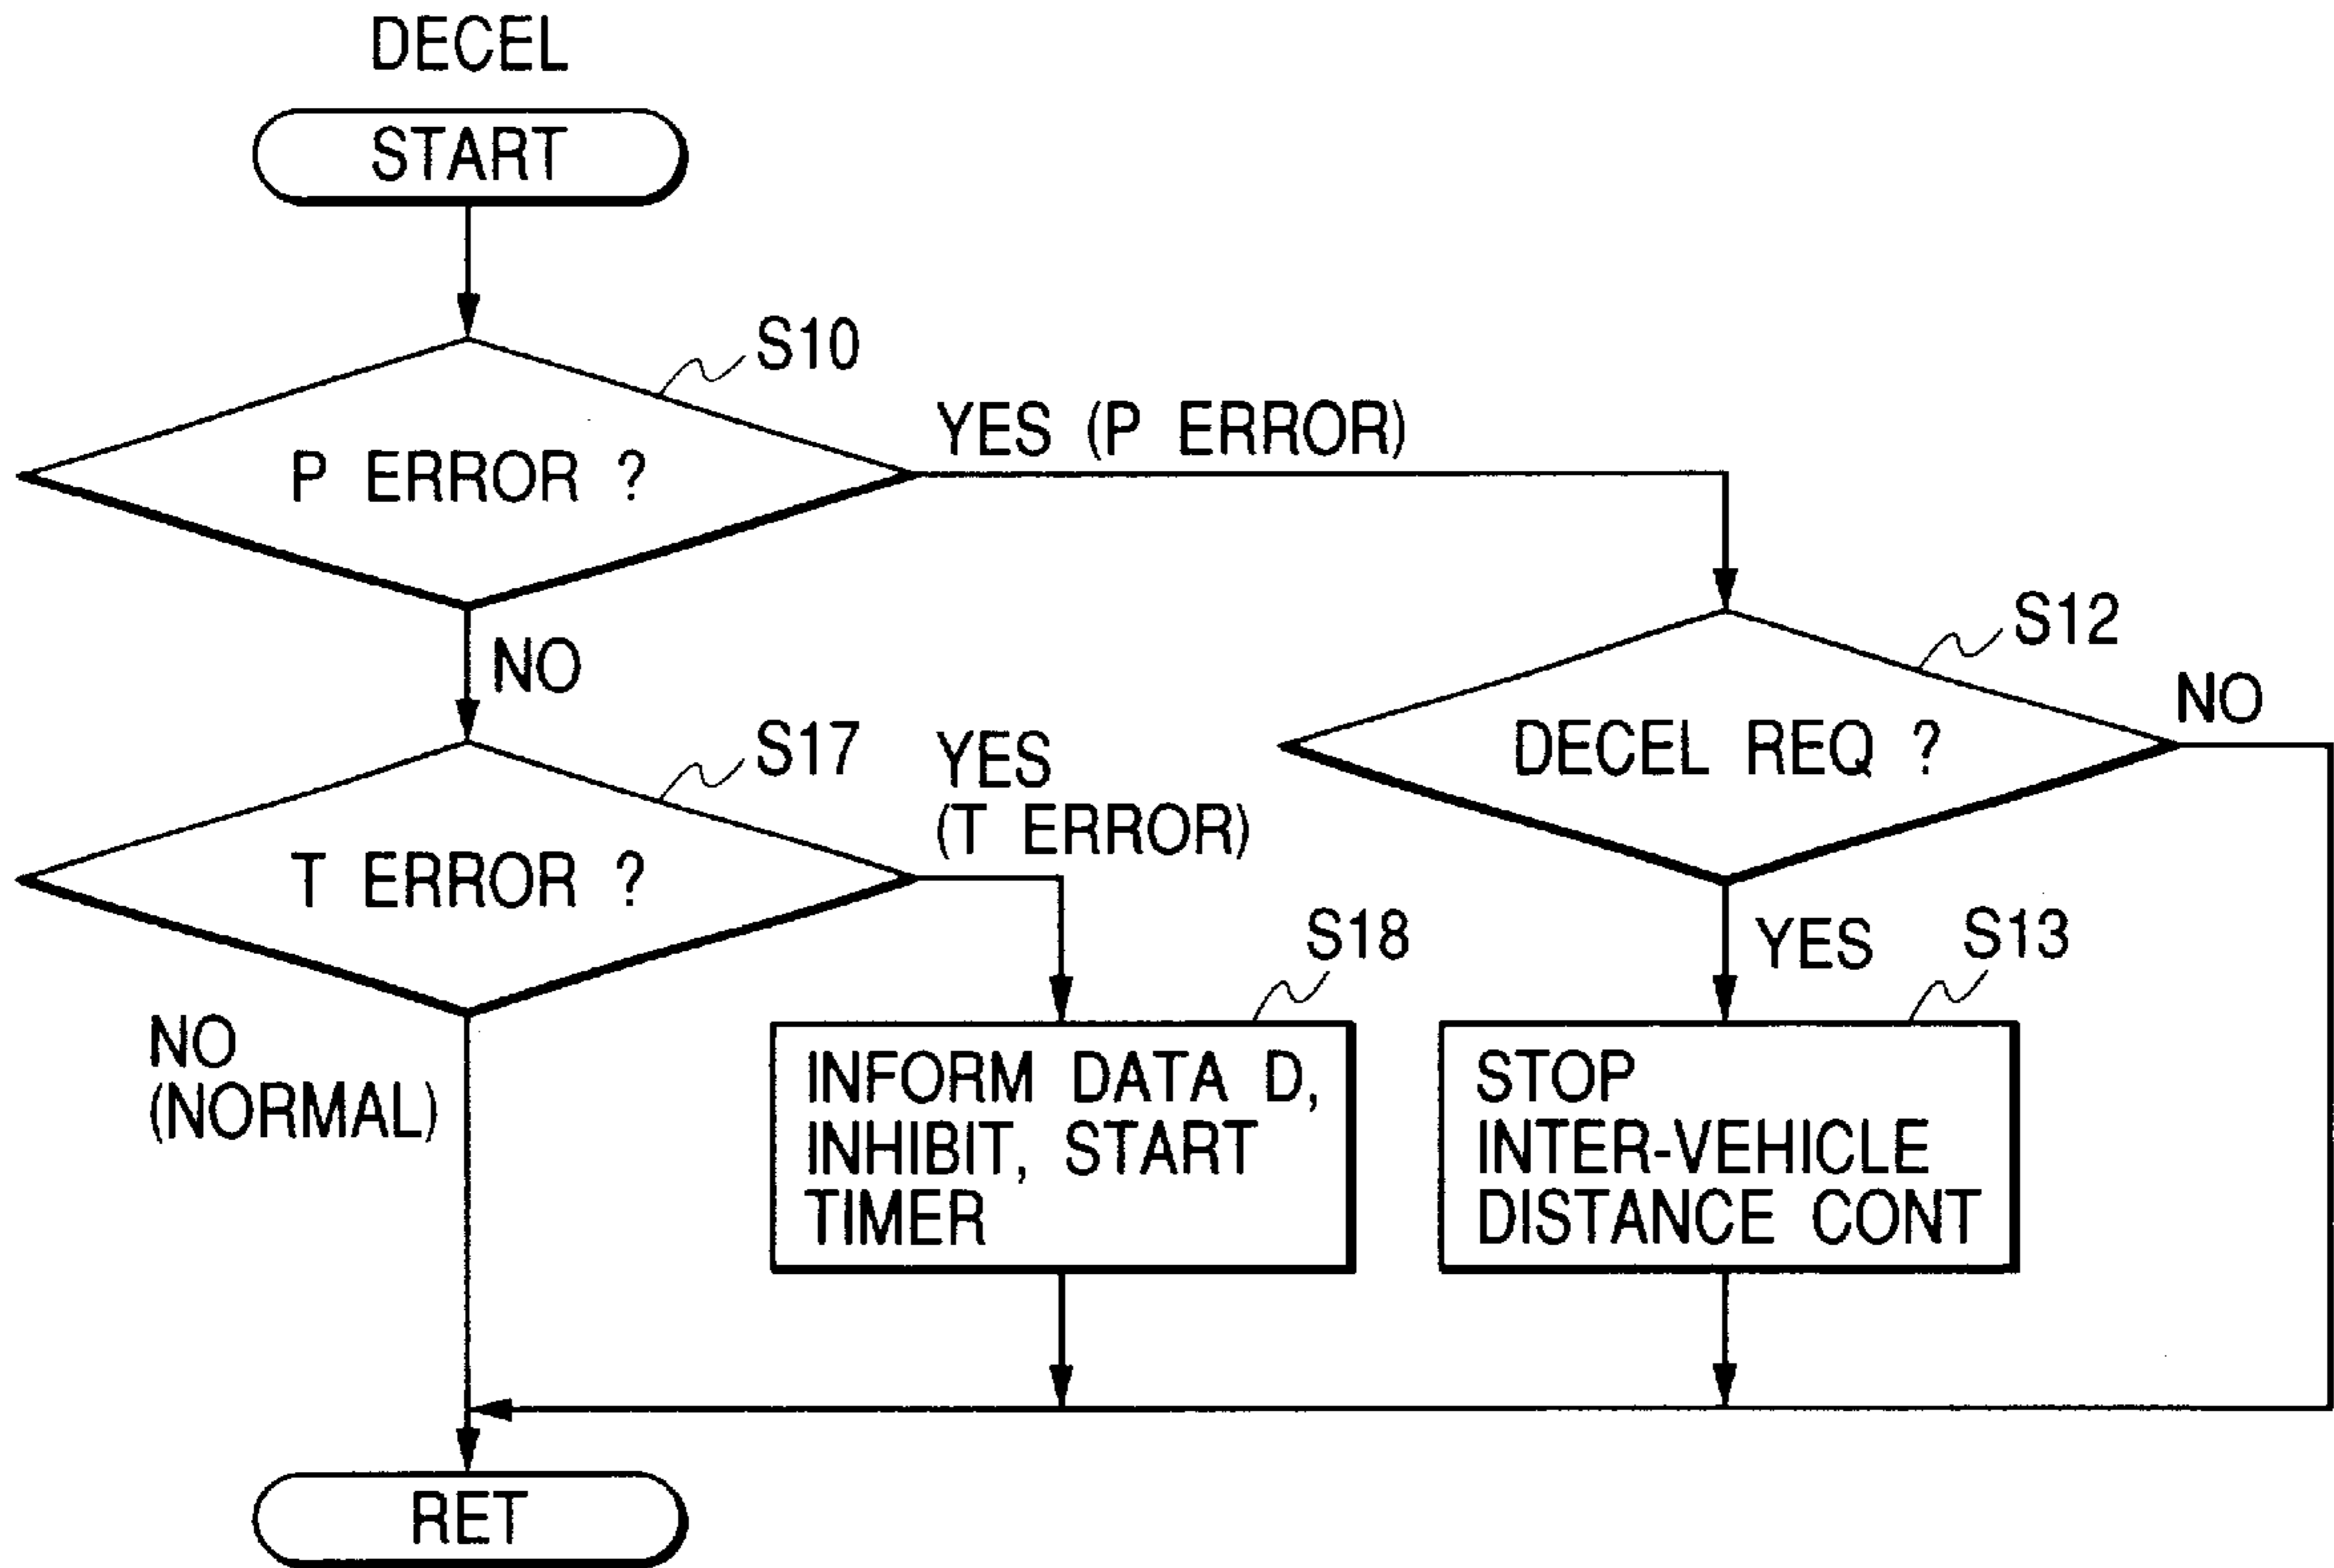 DECEL
START
S10
YES (P ERROR)
P ERROR ?
S12
NO
NO
S17
YES
(T ERROR)
DECEL REQ ?
T ERROR ?
S18
YES
S13
NO
(NORMAL)
INFORM DATA D,
INHIBIT, START
TIMER
STOP
INTER-VEHICLE
DISTANCE CONT
RET